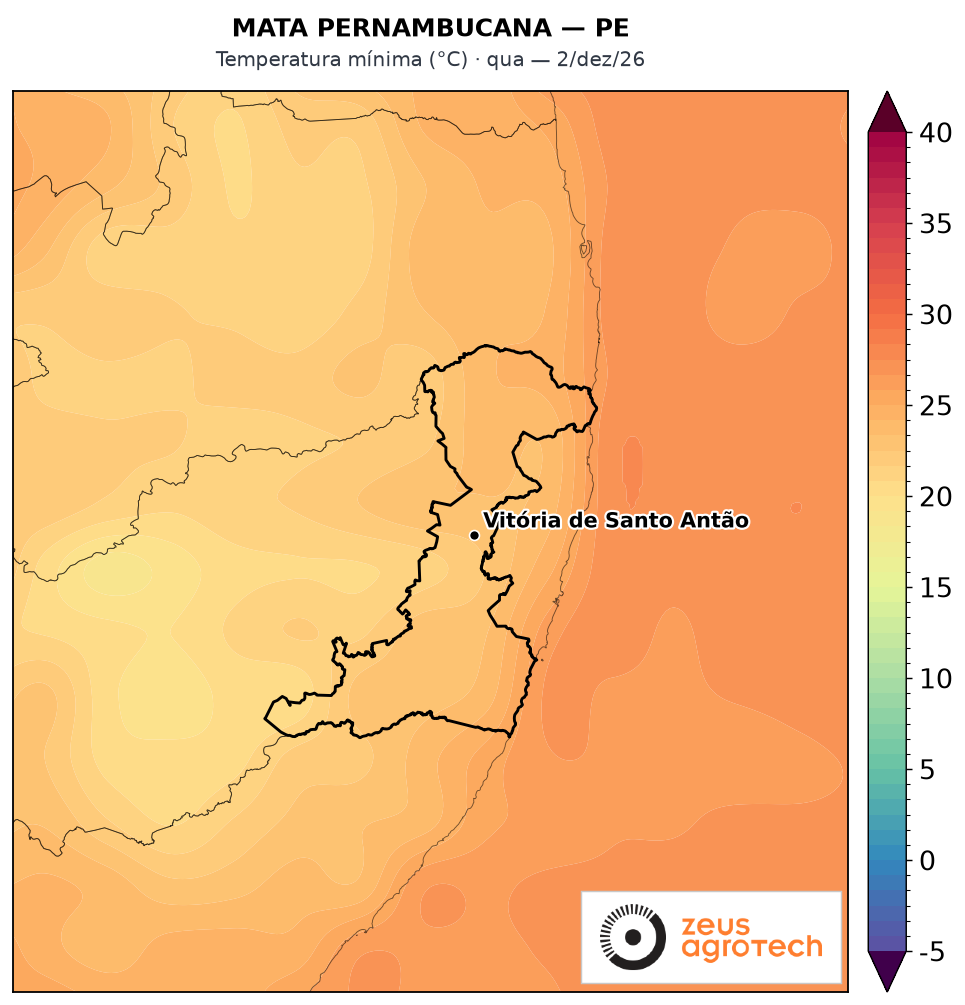 MATA PERNAMBUCANA — PE
Temperatura mínima (°C) · qua — 2/dez/26
40
35
30
25
20
15
10
5
0
-5
Vitória de Santo Antão
zeus
agrotech